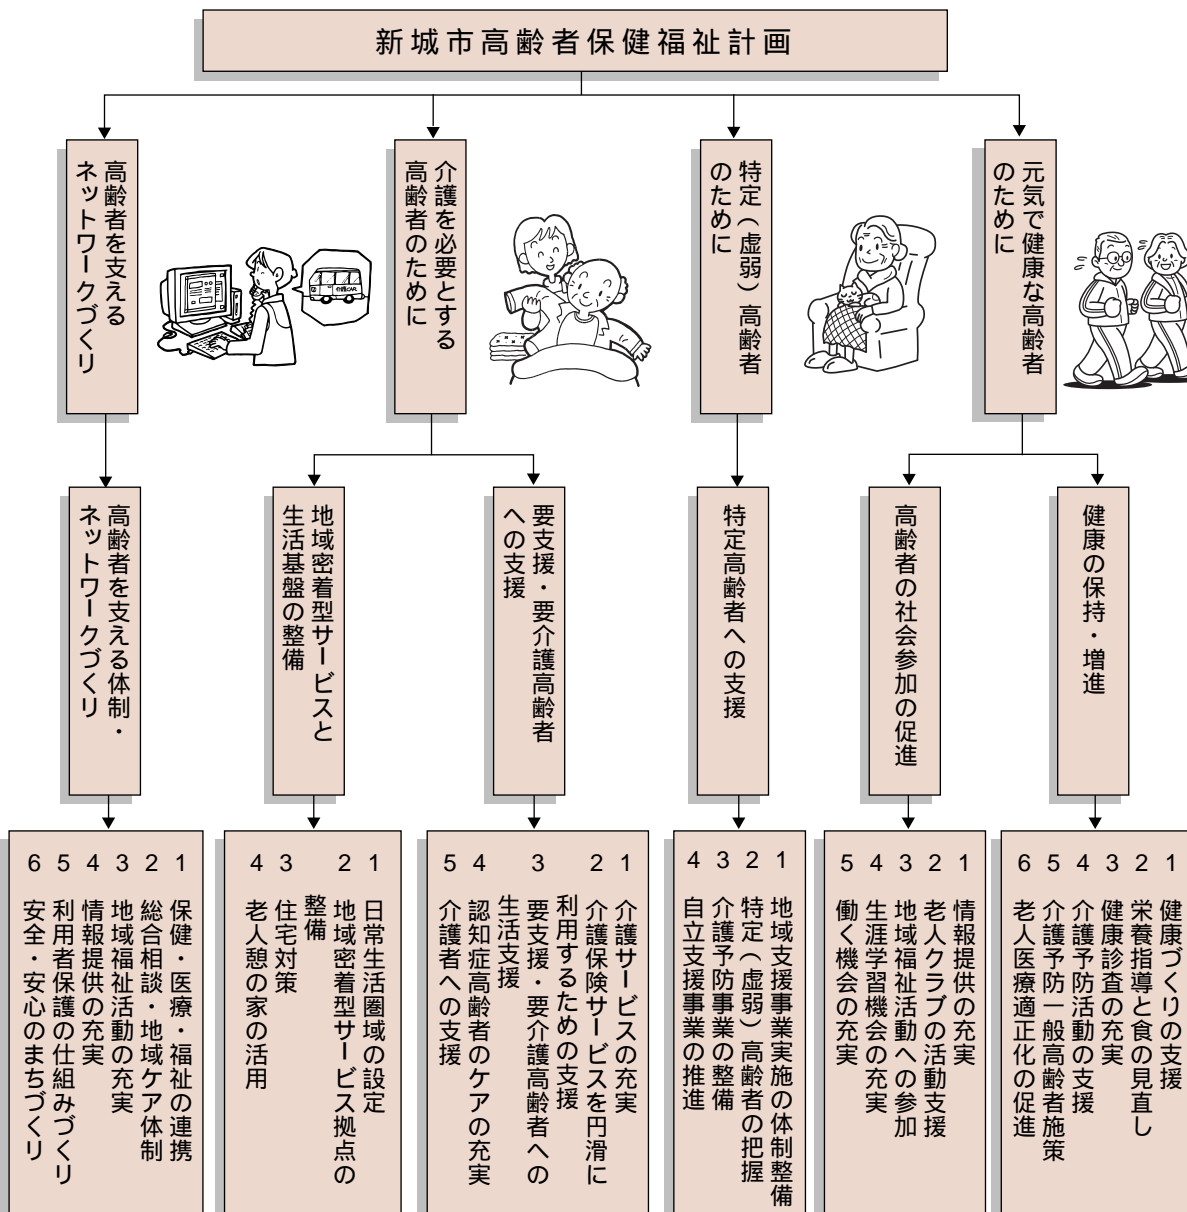 新城市高齢者保健福祉計画
元気で健康な高齢者
のために
特定（虚弱）高齢者
のために
介護を必要とする
高齢者のために
高齢者を支える
ネットワークづくり
健康の保持・増進
高齢者の社会参加の促進
特定高齢者への支援
要支援・要介護高齢者
への支援
地域密着型サービスと
生活基盤の整備
高齢者を支える体制・
ネットワークづくり
1 健康づくりの支援
2 栄養指導と食の見直し
3 健康診査の充実
4 介護予防活動の支援
5 介護予防一般高齢者施策
6 老人医療適正化の促進
1 情報提供の充実
2 老人クラブの活動支援
3 地域福祉活動への参加
4 生涯学習機会の充実
5 働く機会の充実
1 地域支援事業実施の体制整備
2 特定（虚弱）高齢者の把握
3 介護予防事業の整備
4 自立支援事業の推進
1 介護サービスの充実
2 介護保険サービスを円滑に
利用するための支援
3 要支援・要介護高齢者への
生活支援
4 認知症高齢者のケアの充実
5 介護者への支援
1 日常生活圏域の設定
2 地域密着型サービス拠点の
整備
3 住宅対策
4 老人憩の家の活用
1 保健・医療・福祉の連携
2 総合相談・地域ケア体制
3 地域福祉活動の充実
4 情報提供の充実
5 利用者保護の仕組みづくり
6 安全・安心のまちづくり